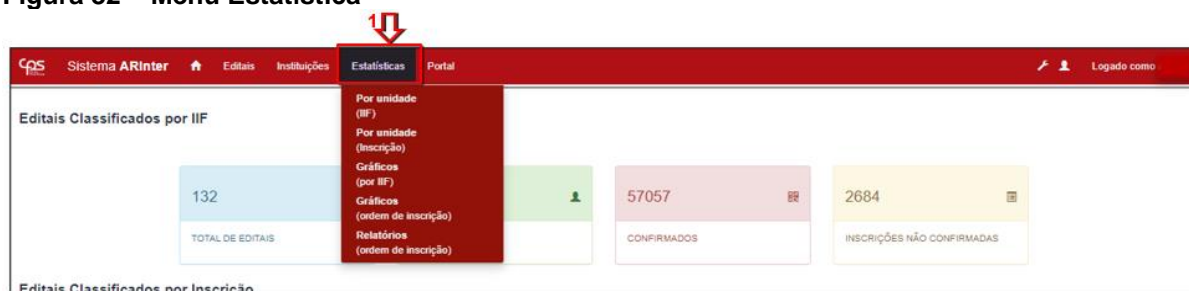 Figura 32 – Menu Estatística
1
CPS Sistema ARInter Editais Instituições Estatísticas Portal Logado como
Editais Classificados por IIF
Por unidade
(IIF)
Por unidade
(Inscrição)
Gráficos
(por IIF)
Gráficos
(ordem de inscrição)
Relatórios
(ordem de inscrição)
132
TOTAL DE EDITAIS
57057
CONFIRMADOS
2684
INSCRIÇÕES NÃO CONFIRMADAS
Editais Classificados por Inscrição